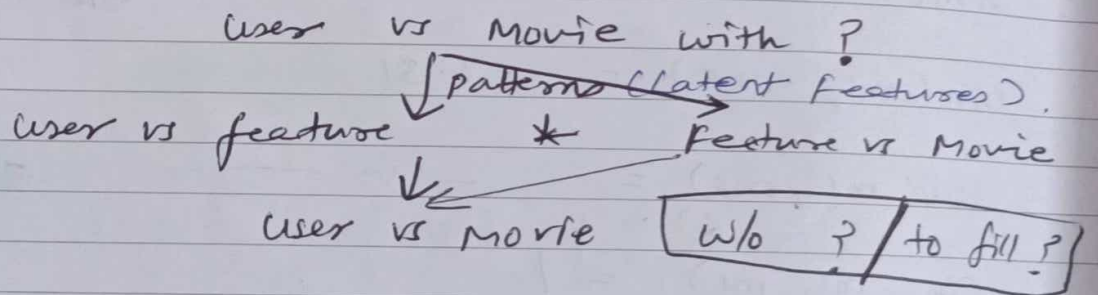 user vs Movie with ?
patterns (latent features).
user vs feature * Feature vs Movie
user vs Movie w/o ? / to fill ?